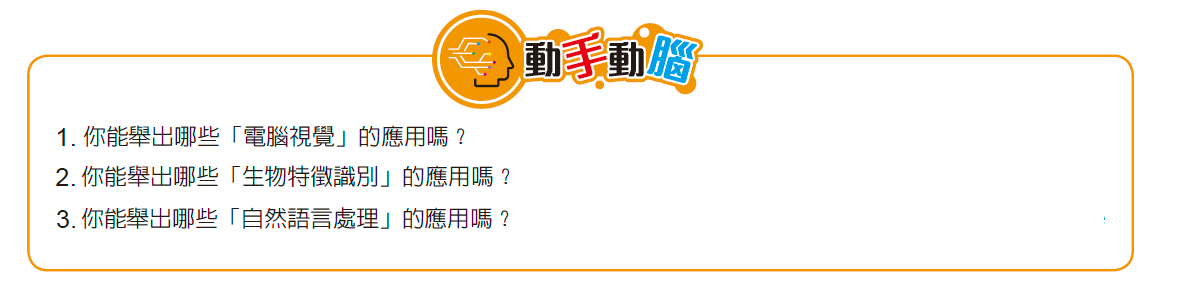 動手動腦
1. 你能舉出哪些「電腦視覺」的應用嗎？
2. 你能舉出哪些「生物特徵識別」的應用嗎？
3. 你能舉出哪些「自然語言處理」的應用嗎？